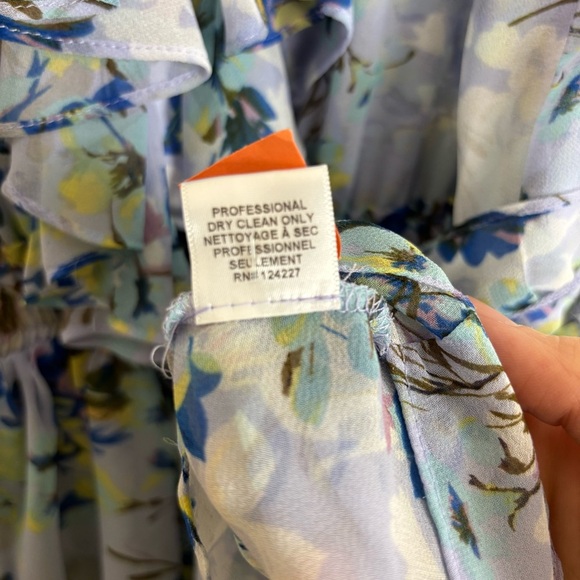 PROFESSIONAL
DRY CLEAN ONLY
NETTOYAGE À SEC
PROFESSIONNEL
SEULEMENT
RN# 124227